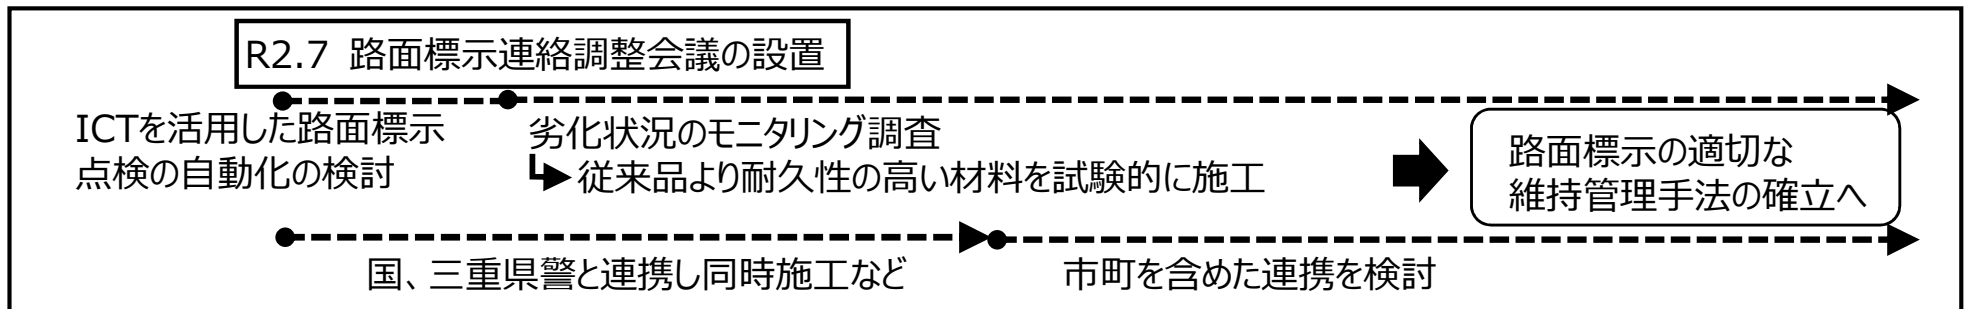 R2.7 路面標示連絡調整会議の設置
ICTを活用した路面標示
点検の自動化の検討
劣化状況のモニタリング調査
従来品より耐久性の高い材料を試験的に施工
路面標示の適切な
維持管理手法の確立へ
国、三重県警と連携し同時施工など
市町を含めた連携を検討